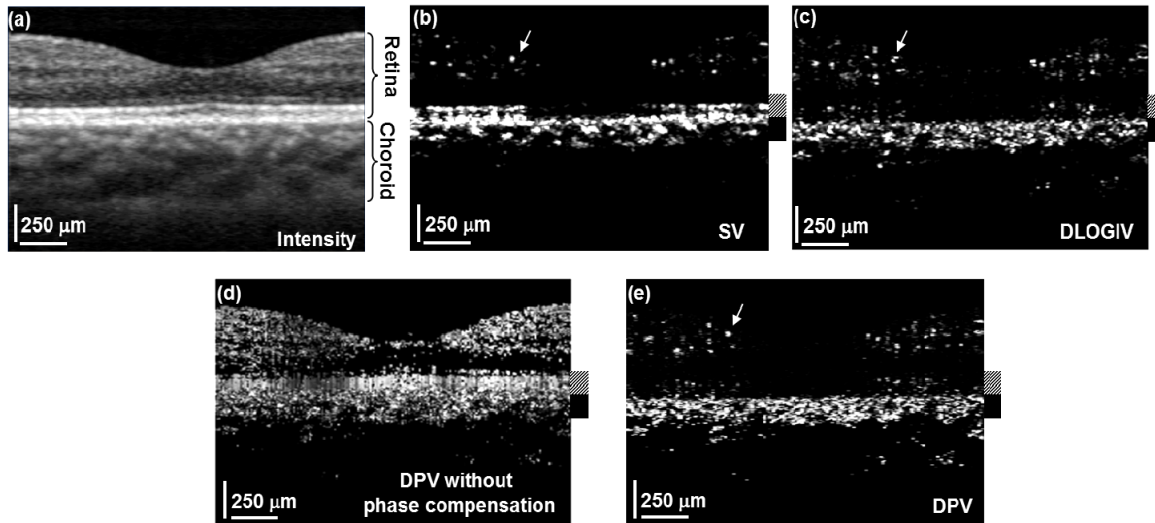 (a)
Retina
Choroid
250 μm
Intensity
(b)
250 μm
SV
(c)
250 μm
DLOGIV
(d)
250 μm
DPV without
phase compensation
(e)
250 μm
DPV